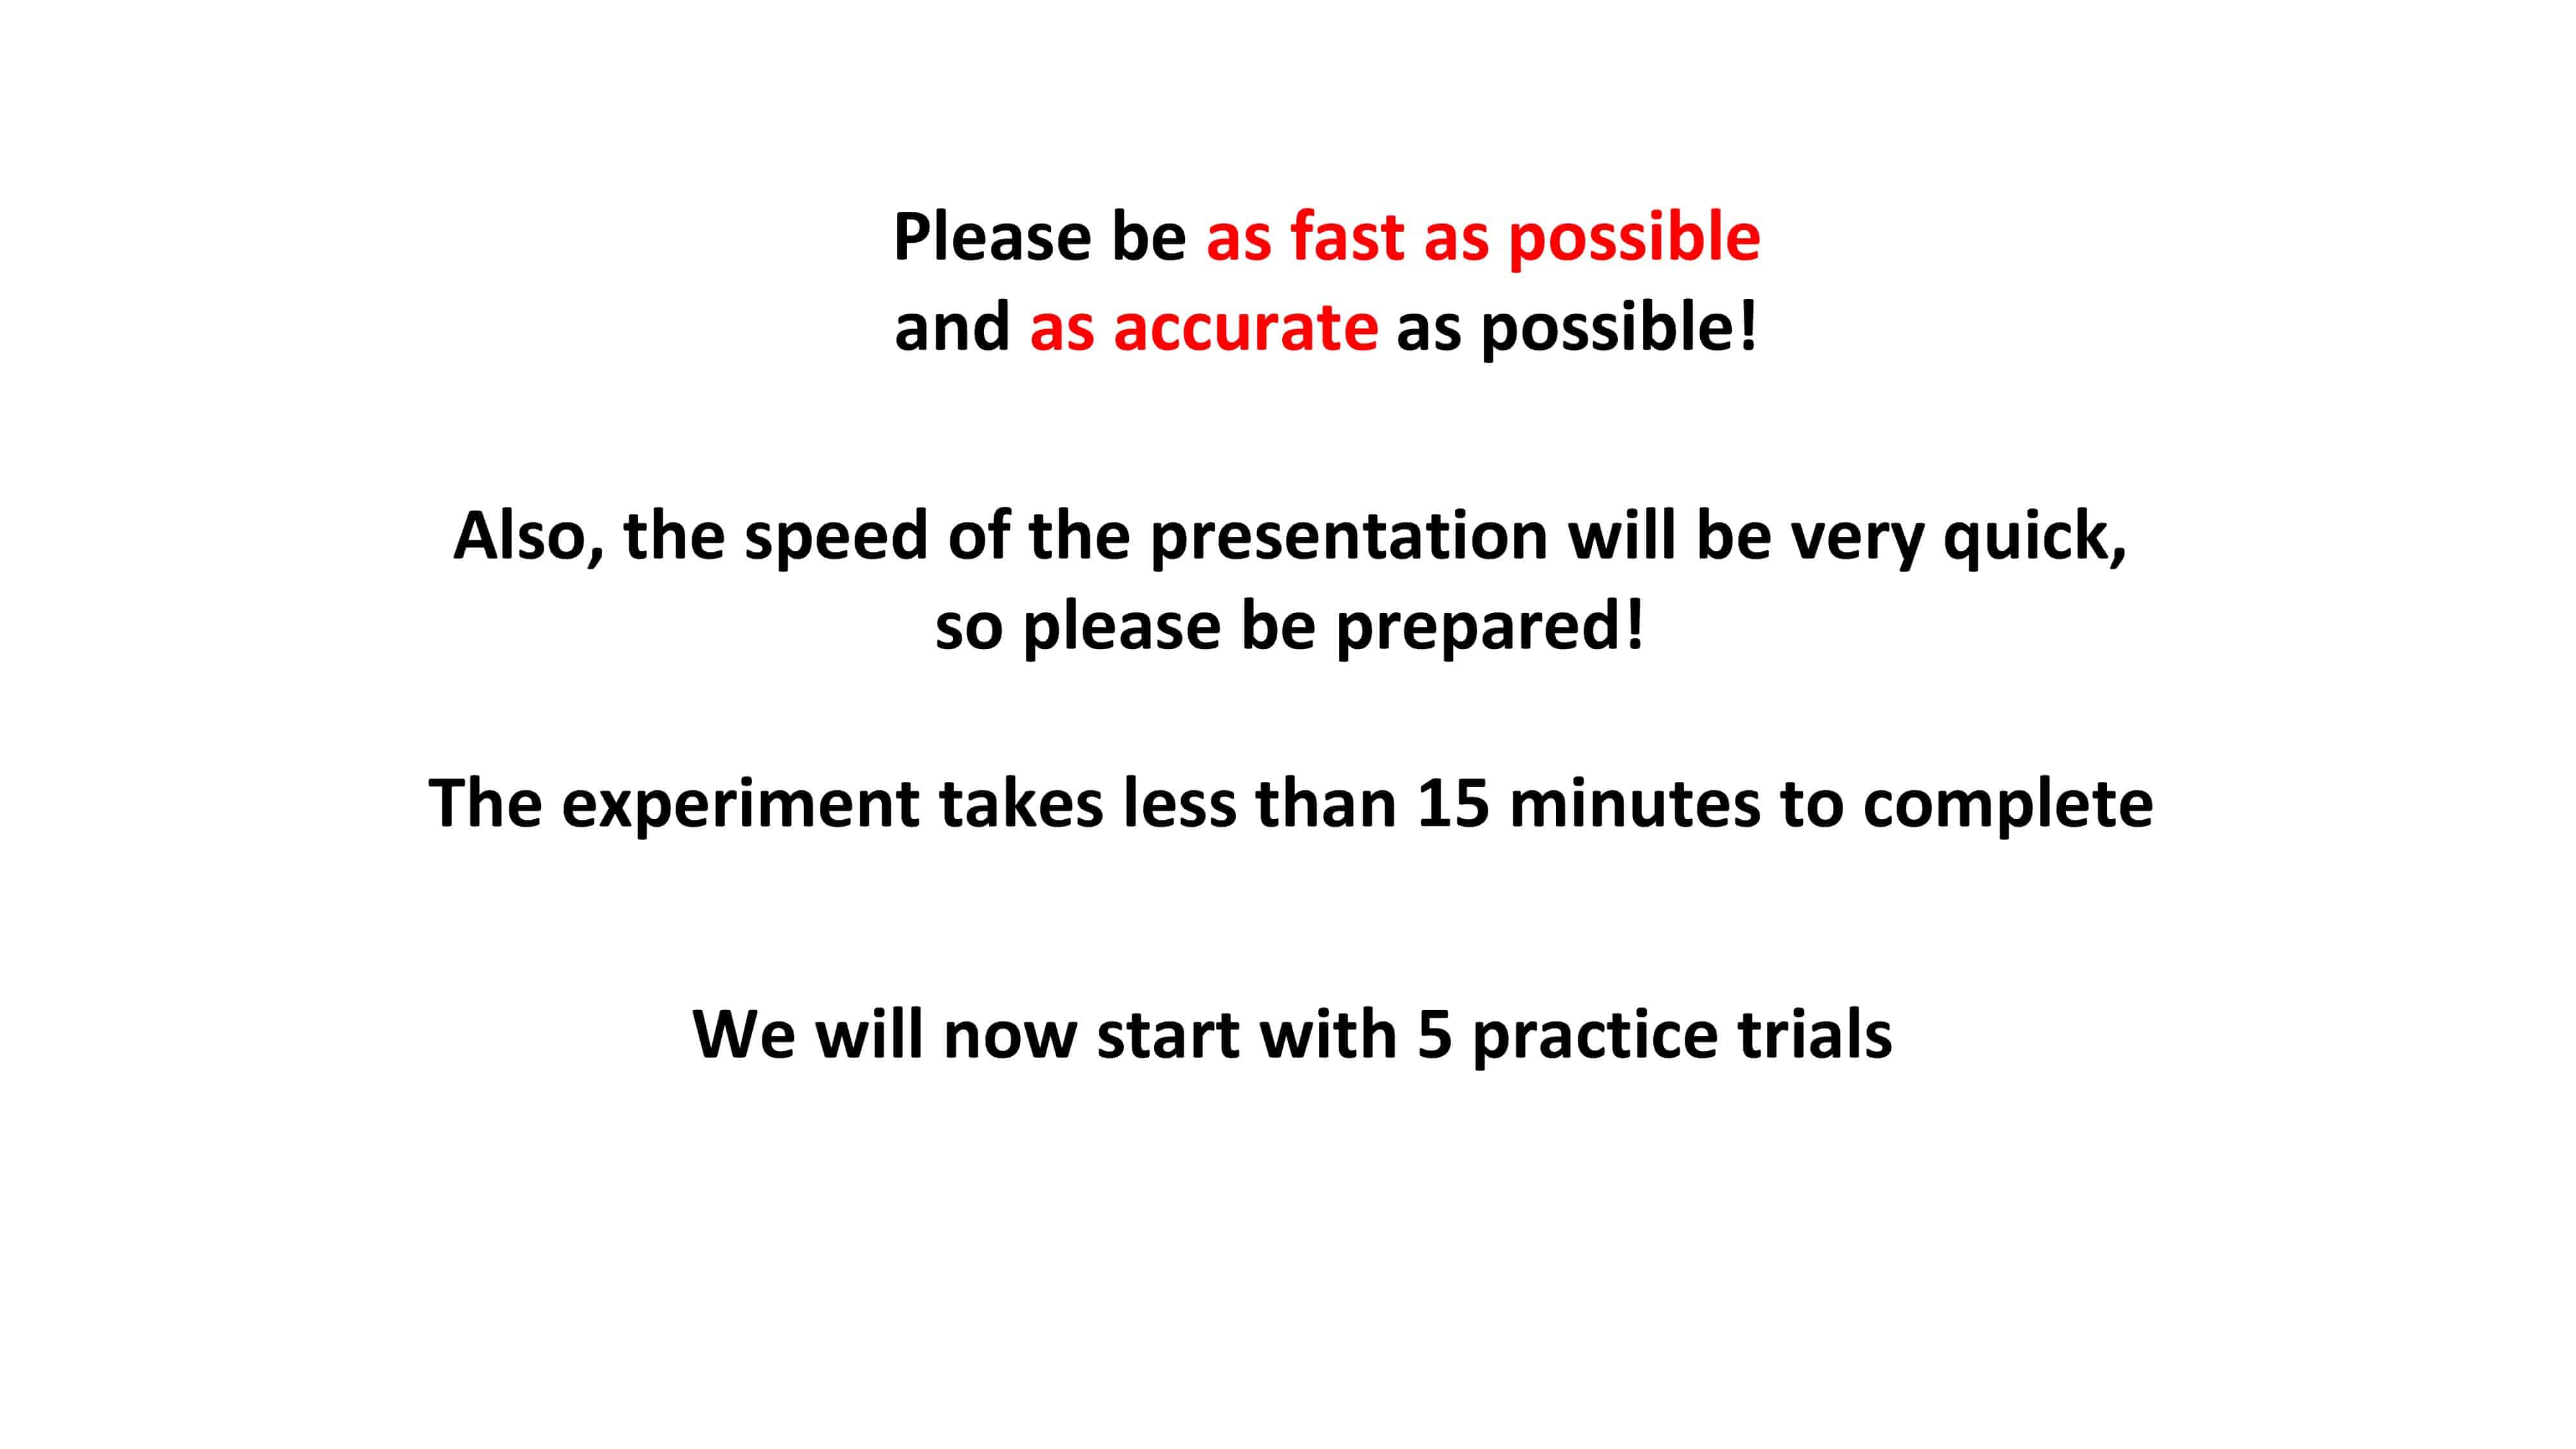 Please be as fast as possible
and as accurate as possible!
Also, the speed of the presentation will be very quick,
so please be prepared!
The experiment takes less than 15 minutes to complete
We will now start with 5 practice trials